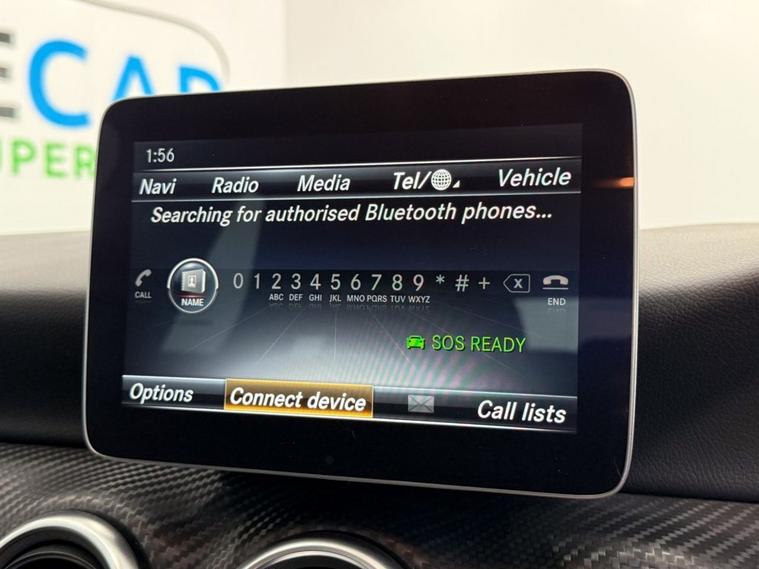 ECAR
UPER
1:56
Navi Radio Media Tel/ Vehicle
Searching for authorised Bluetooth phones...
CALL NAME 0 1 2 3 4 5 6 7 8 9 * # + X END
ABC DEF GHI JKL MNO PQRS TUV WXYZ
SOS READY
Options Connect device Call lists